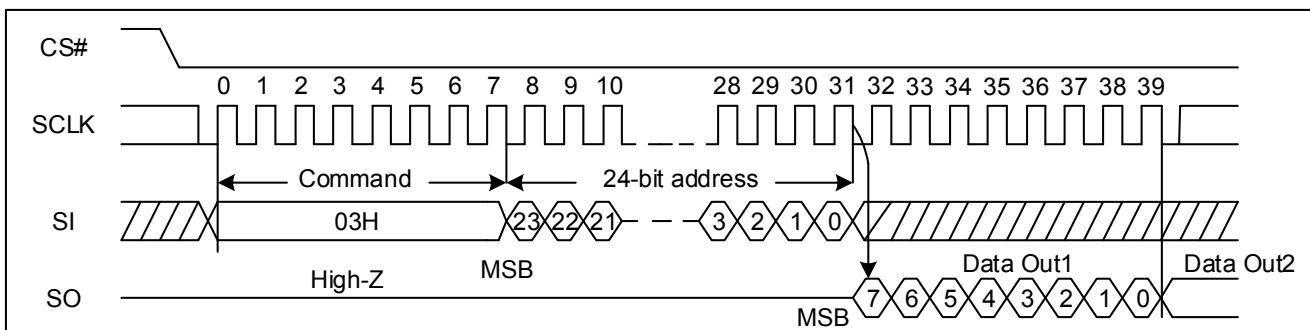 CS#
0 1 2 3 4 5 6 7 8 9 10 28 29 30 31 32 33 34 35 36 37 38 39
SCLK
Command 24-bit address
SI 03H 23 22 21 3 2 1 0
High-Z MSB Data Out1 Data Out2
SO MSB 7 6 5 4 3 2 1 0